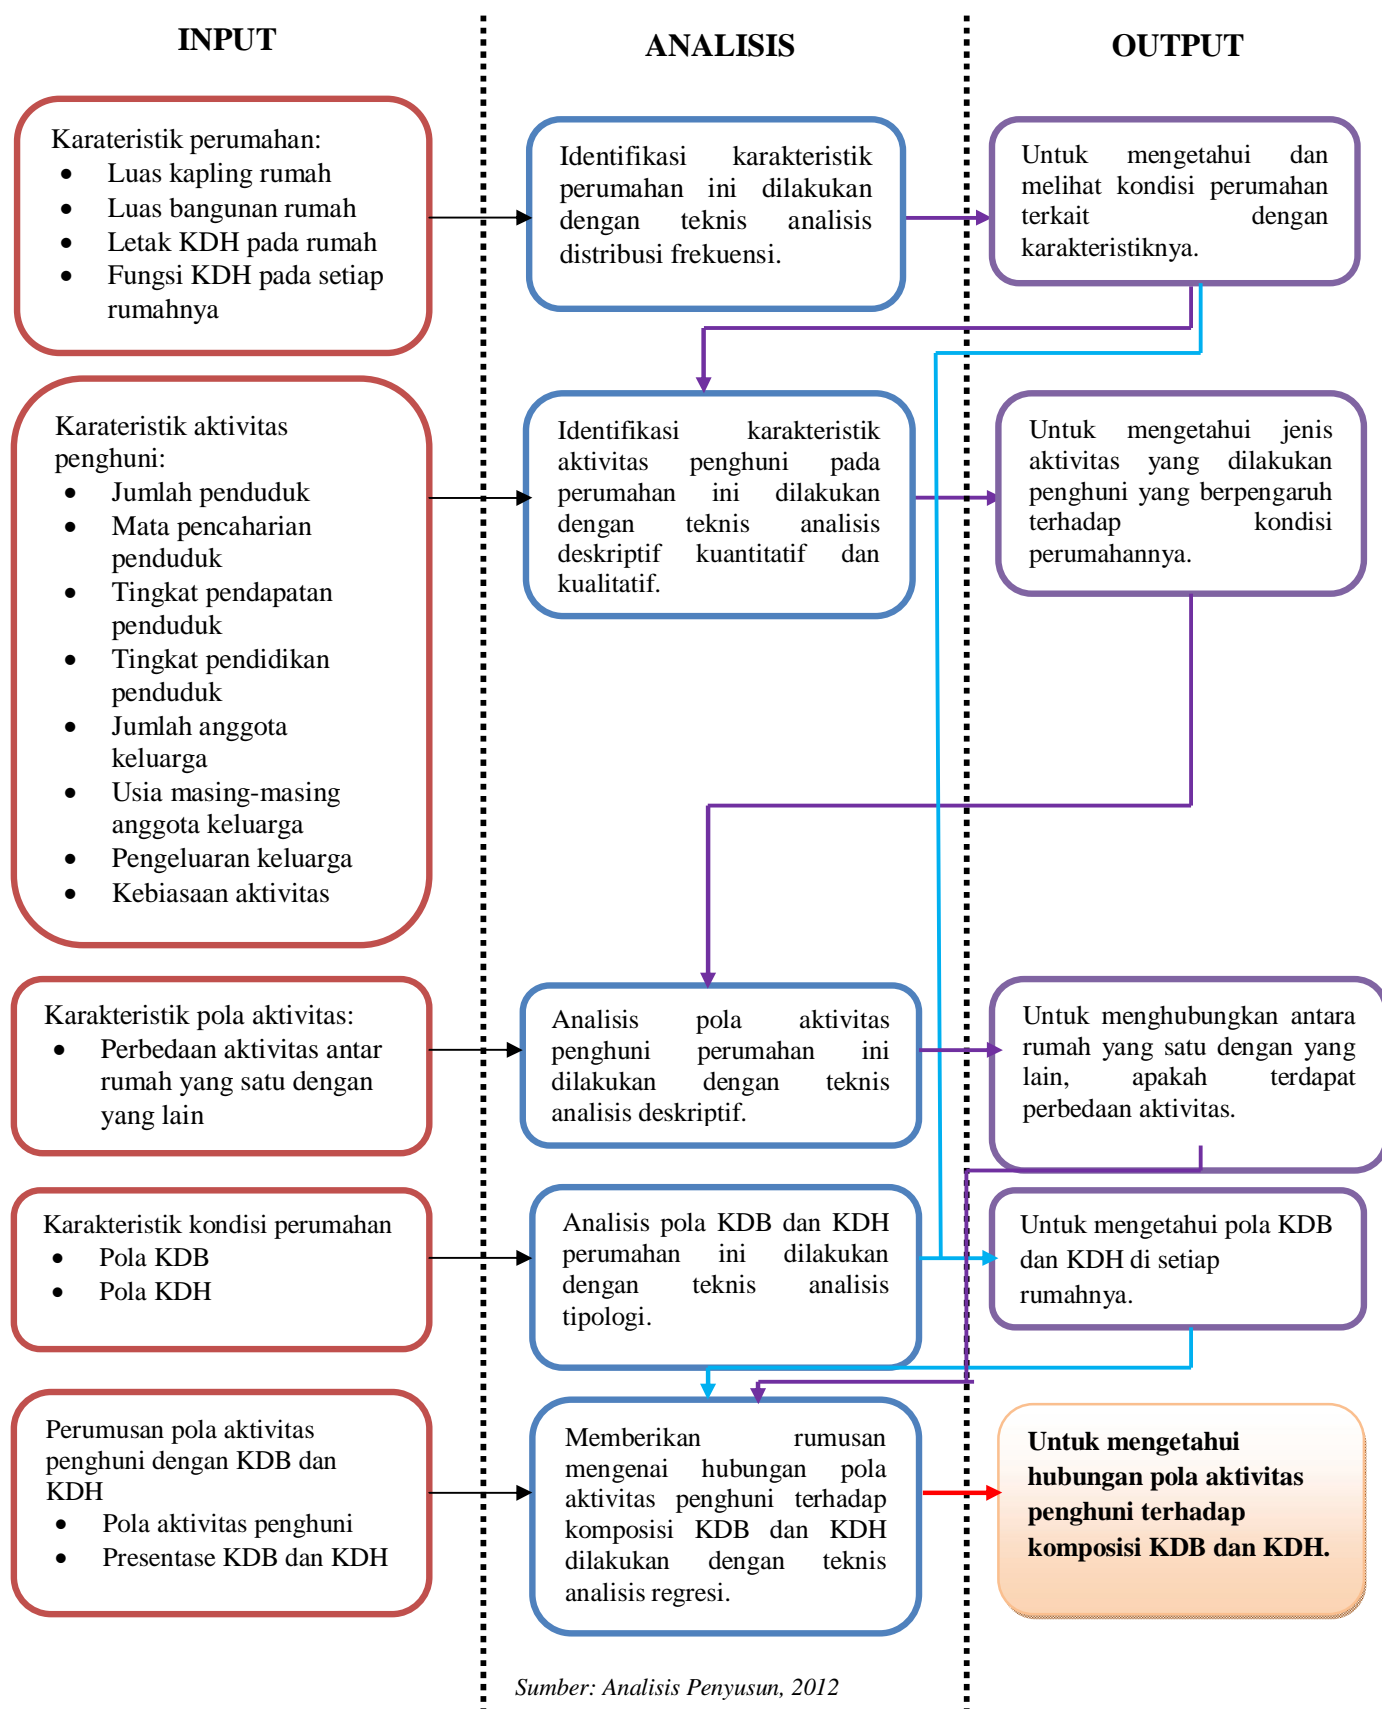 INPUT
ANALISIS
OUTPUT
Karateristik perumahan:
• Luas kapling rumah
• Luas bangunan rumah
• Letak KDH pada rumah
• Fungsi KDH pada setiap
rumahnya
Identifikasi karakteristik
perumahan ini dilakukan
dengan teknis analisis
distribusi frekuensi.
Untuk mengetahui dan
melihat kondisi perumahan
terkait dengan
karakteristiknya.
Karateristik aktivitas
penghuni:
• Jumlah penduduk
• Mata pencaharian
penduduk
• Tingkat pendapatan
penduduk
• Tingkat pendidikan
penduduk
• Jumlah anggota
keluarga
• Usia masing-masing
anggota keluarga
• Pengeluaran keluarga
• Kebiasaan aktivitas
Identifikasi karakteristik
aktivitas penghuni pada
perumahan ini dilakukan
dengan teknis analisis
deskriptif kuantitatif dan
kualitatif.
Untuk mengetahui jenis
aktivitas yang dilakukan
penghuni yang berpengaruh
terhadap kondisi
perumahannya.
Karakteristik pola aktivitas:
• Perbedaan aktivitas antar
rumah yang satu dengan
yang lain
Analisis pola aktivitas
penghuni perumahan ini
dilakukan dengan teknis
analisis deskriptif.
Untuk menghubungkan antara
rumah yang satu dengan yang
lain, apakah terdapat
perbedaan aktivitas.
Karakteristik kondisi perumahan
• Pola KDB
• Pola KDH
Analisis pola KDB dan KDH
perumahan ini dilakukan
dengan teknis analisis
tipologi.
Untuk mengetahui pola KDB
dan KDH di setiap
rumahnya.
Perumusan pola aktivitas
penghuni dengan KDB dan
KDH
• Pola aktivitas penghuni
• Presentase KDB dan KDH
Memberikan rumusan
mengenai hubungan pola
aktivitas penghuni terhadap
komposisi KDB dan KDH
dilakukan dengan teknis
analisis regresi.
Untuk mengetahui
hubungan pola aktivitas
penghuni terhadap
komposisi KDB dan KDH.
Sumber: Analisis Penyusun, 2012